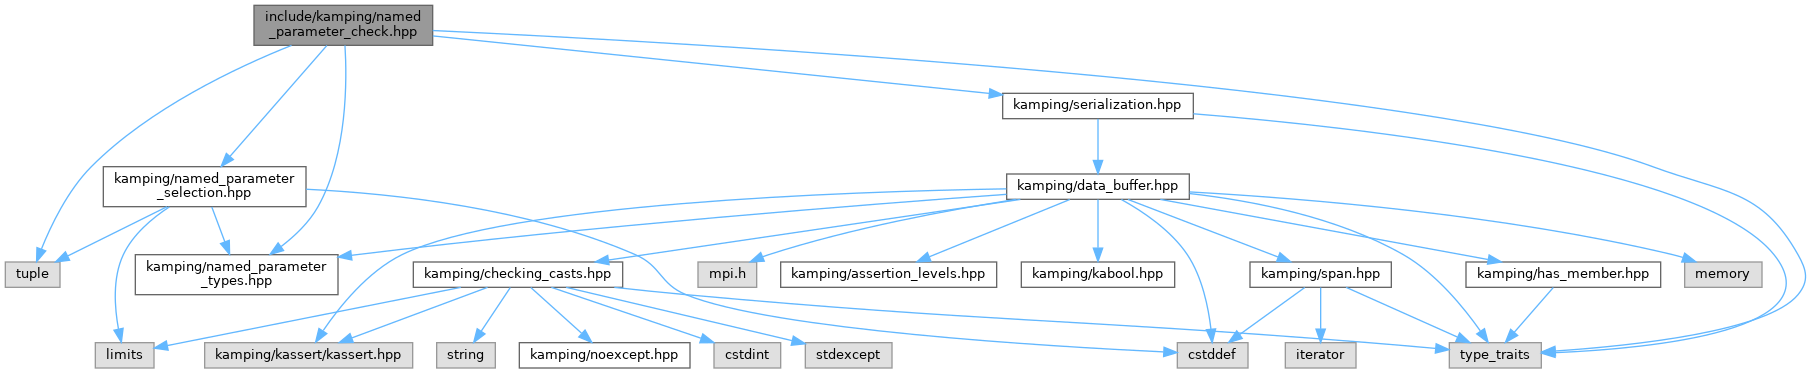 include/kamping/named
_parameter_check.hpp
kamping/serialization.hpp
kamping/named_parameter
_selection.hpp
kamping/data_buffer.hpp
tuple
kamping/named_parameter
_types.hpp
kamping/checking_casts.hpp
mpi.h
kamping/assertion_levels.hpp
kamping/kabool.hpp
kamping/span.hpp
kamping/has_member.hpp
memory
limits
kamping/kassert/kassert.hpp
string
kamping/noexcept.hpp
cstdint
stdexcept
cstddef
iterator
type_traits